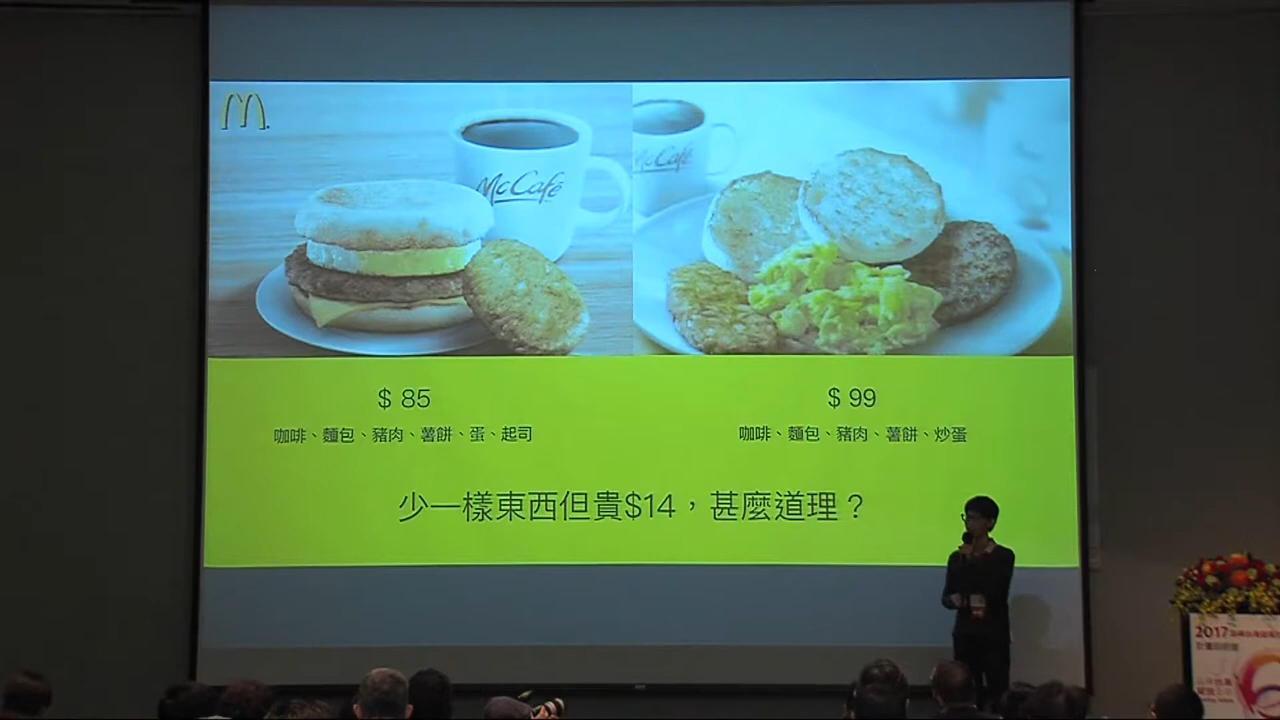 M
McCafé
McCafé
$ 85
咖啡、麵包、豬肉、薯餅、蛋、起司
$ 99
咖啡、麵包、豬肉、薯餅、炒蛋
少一樣東西但貴$14，甚麼道理？
2017